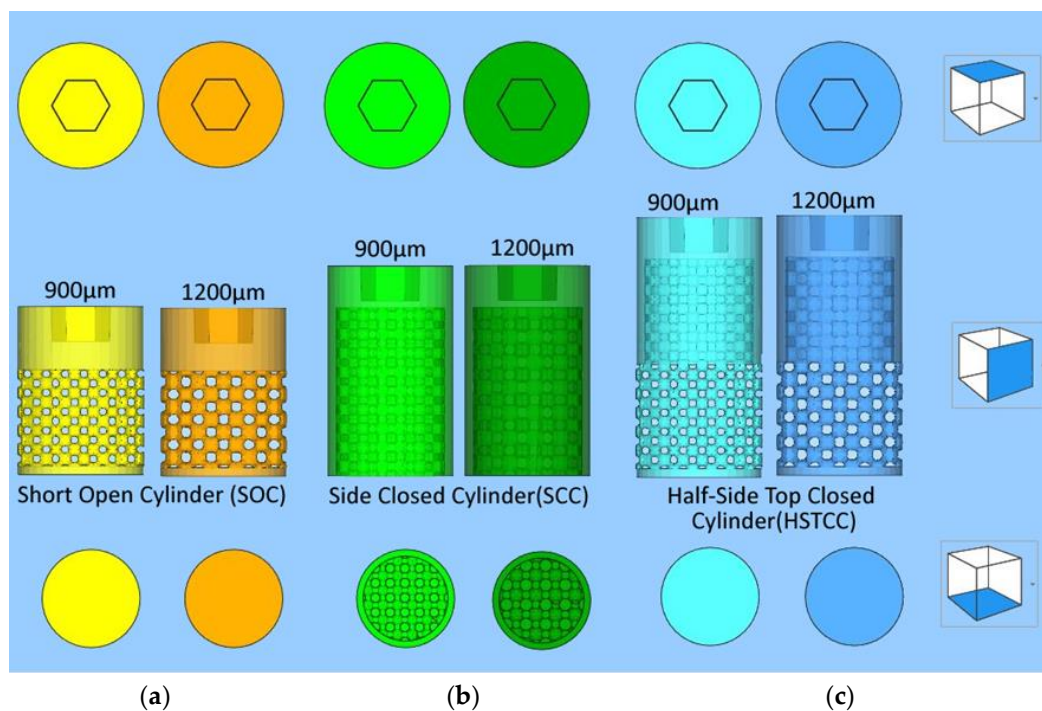 900μm
1200μm
900μm
1200μm
900μm
1200μm
Short Open Cylinder (SOC)
Side Closed Cylinder(SCC)
Half-Side Top Closed
Cylinder(HSTCC)
(a)
(b)
(c)